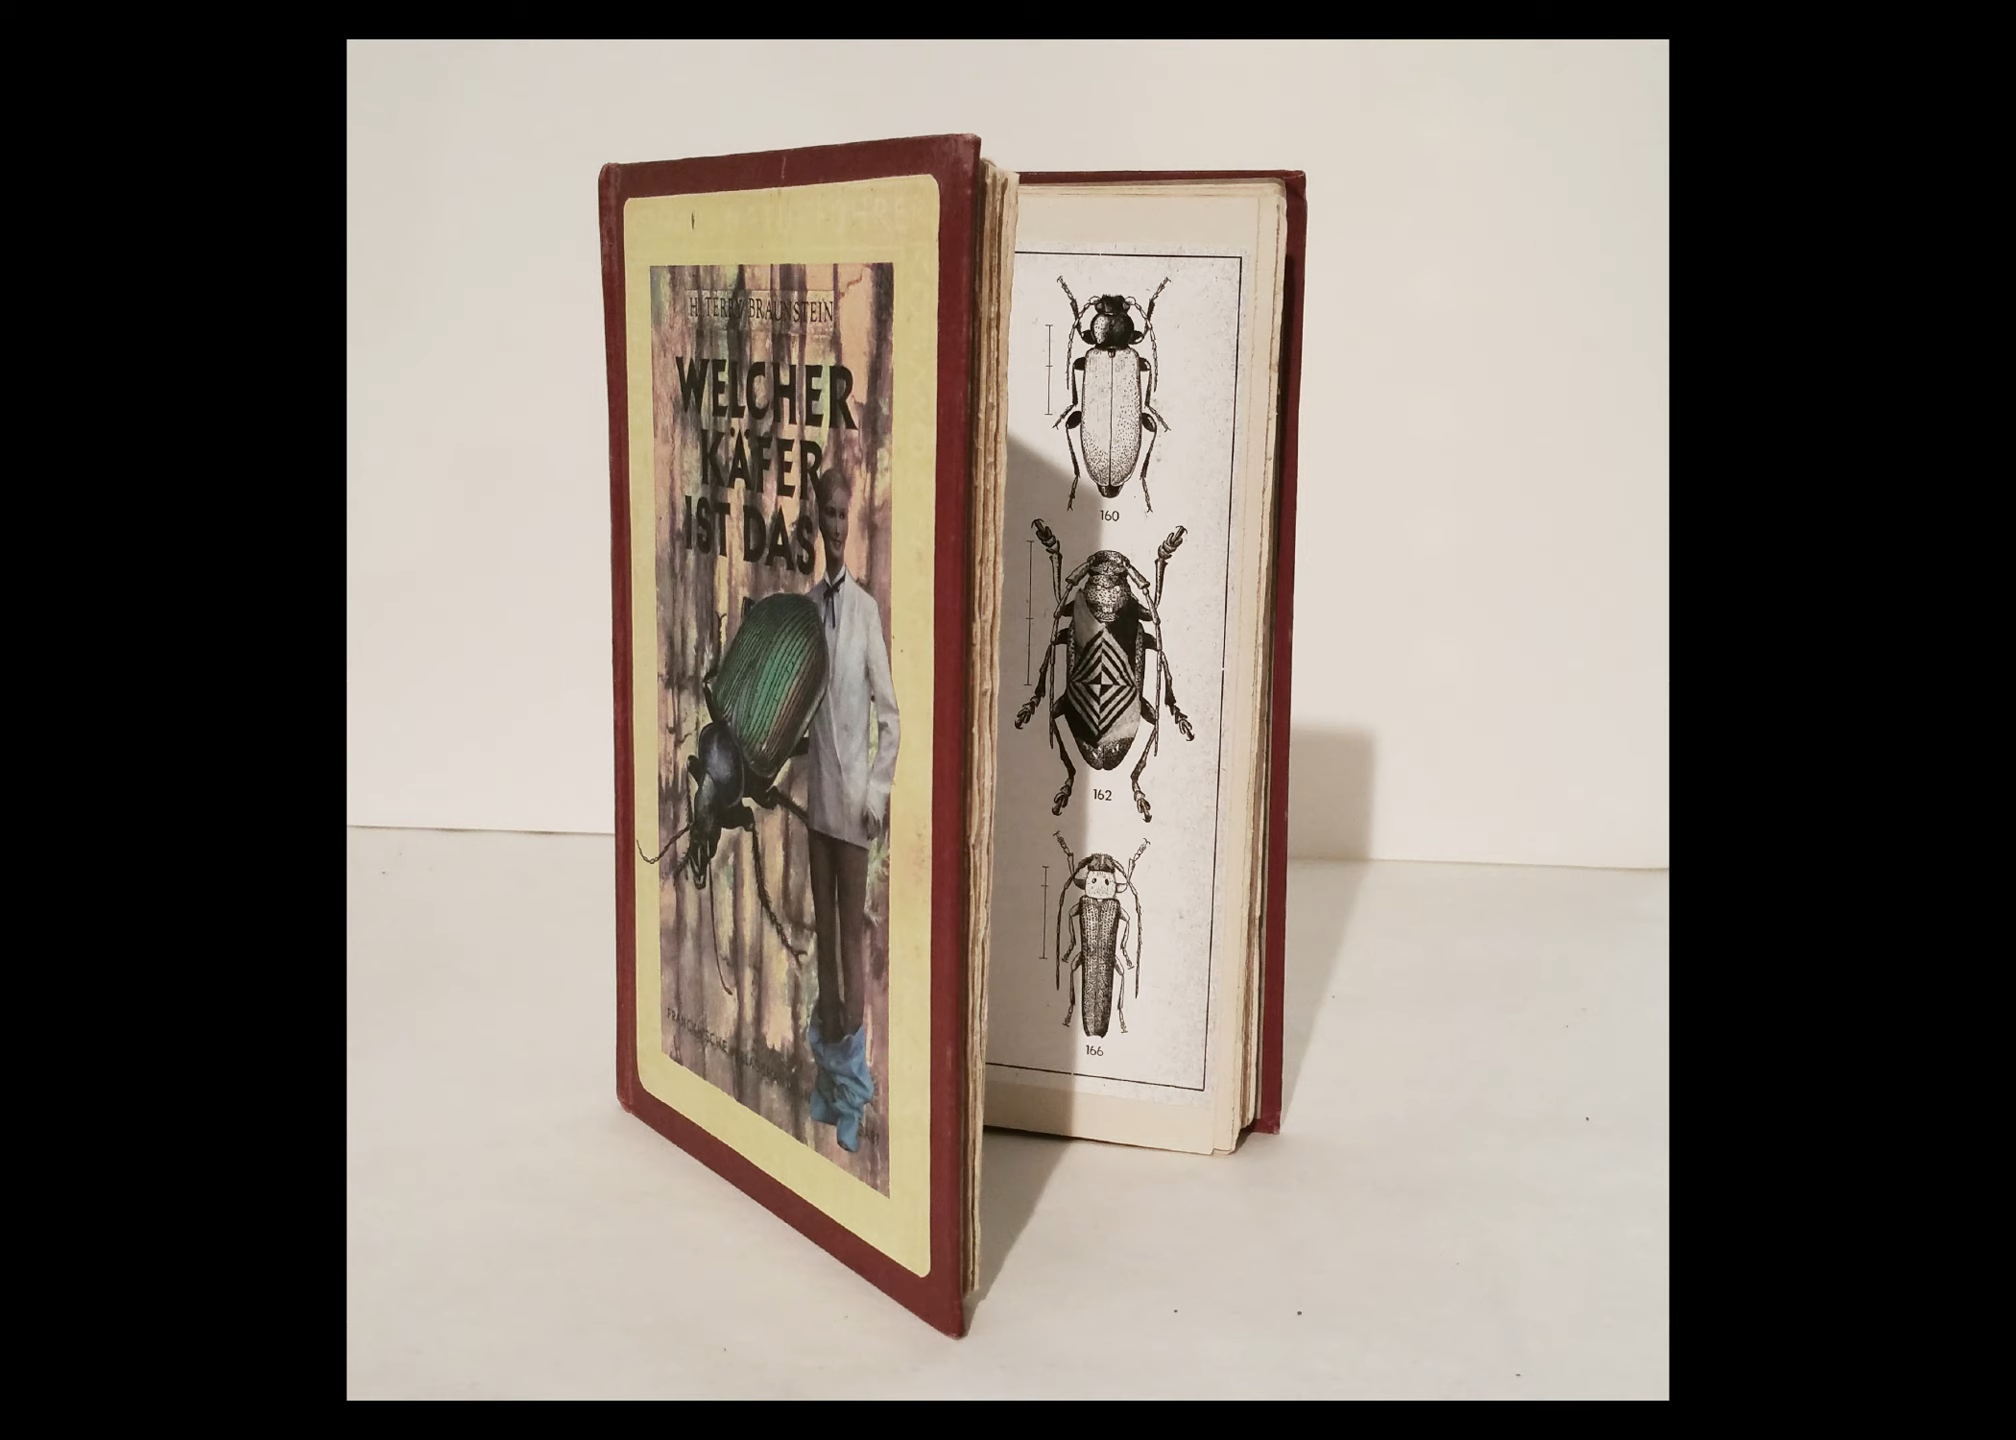 H. TERRY BRAUNSTEIN
WELCHER
KÄFER
IST DAS
160
162
166